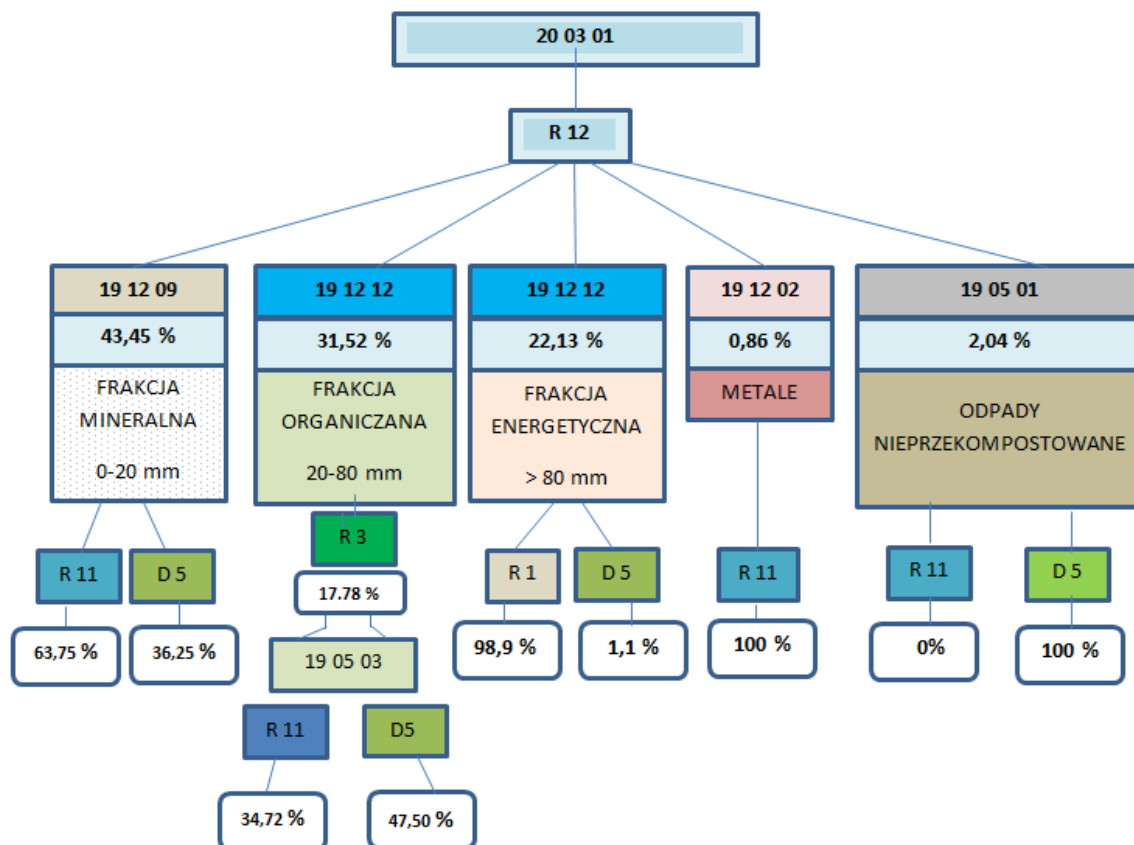 20 03 01
R 12
19 12 09
43,45 %
FRAKCJA
MINERALNA
0-20 mm
19 12 12
31,52 %
FRAKCJA
ORGANICZANA
20-80 mm
19 12 12
22,13 %
FRAKCJA
ENERGETYCZNA
> 80 mm
19 12 02
0,86 %
METALE
19 05 01
2,04 %
ODPADY
NIEPRZEKOMPOSTOWANE
R 11
D 5
R 3
R 1
D 5
R 11
R 11
D 5
63,75 %
36,25 %
17.78 %
98,9 %
1,1 %
100 %
0%
100 %
19 05 03
R 11
D5
34,72 %
47,50 %